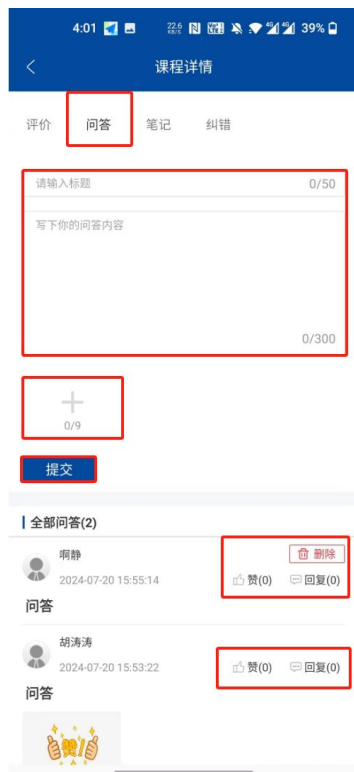 4:01 22.6 KB/S 39%
课程详情
评价 问答 笔记 纠错
请输入标题 0/50
写下你的问答内容
0/300
0/9
提交
全部问答(2)
啊静 删除
2024-07-20 15:55:14 赞(0) 回复(0)
问答
胡涛涛
2024-07-20 15:53:22 赞(0) 回复(0)
问答